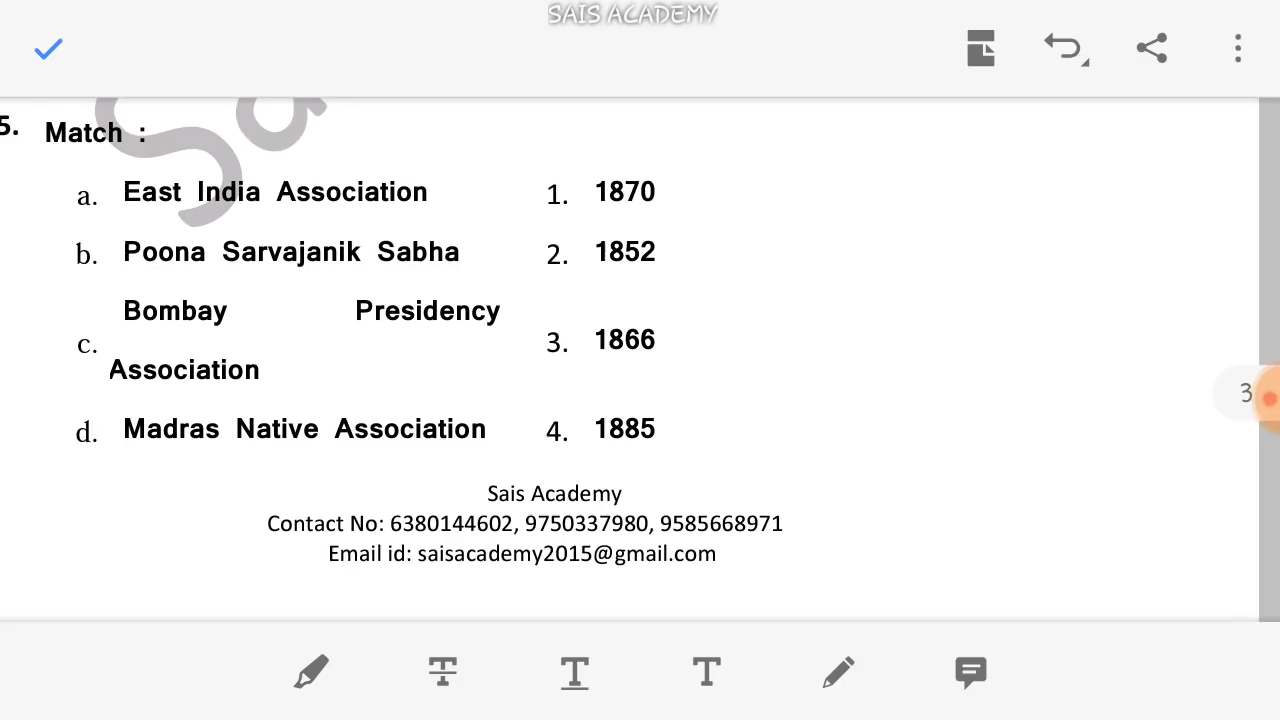 SAIS ACADEMY
5. Match :
a. East India Association 1. 1870
b. Poona Sarvajanik Sabha 2. 1852
Bombay Presidency
c. 3. 1866
Association
d. Madras Native Association 4. 1885
Sais Academy
Contact No: 6380144602, 9750337980, 9585668971
Email id: saisacademy2015@gmail.com
3
T T T